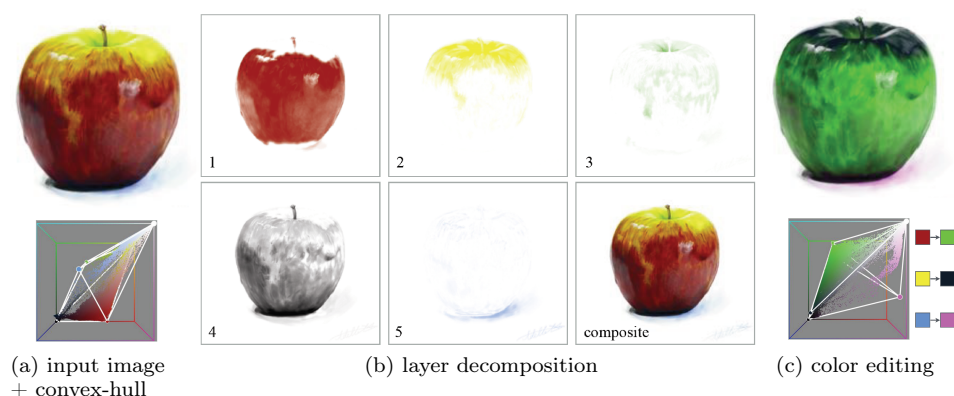 1
2
3
4
5
composite
(a) input image
+ convex-hull
(b) layer decomposition
(c) color editing